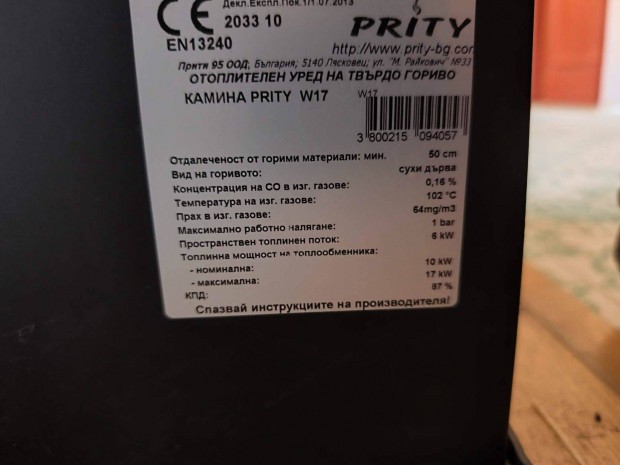 CE Декл.Експл.Пок.1/1.07.2013
2033 10
EN13240
PRITY
http://www.prity-bg.com
Прити 95 ООД, България; 5140 Лясковец; ул. "М. Райкович" №33
ОТОПЛИТЕЛЕН УРЕД НА ТВЪРДО ГОРИВО
КАМИНА PRITY W17
W17
3 800215 094057
Отдалеченост от горими материали: мин. 50 cm
Вид на горивото: сухи дърва
Концентрация на CO в изг. газове: 0,16 %
Температура на изг. газове: 102 °C
Прах в изг. газове: 64mg/m3
Максимално работно налягане: 1 bar
Пространствен топлинен поток: 6 kW
Топлинна мощност на топлообменника:
- номинална: 10 kW
- максимална: 17 kW
КПД: 87 %
Спазвай инструкциите на производителя!